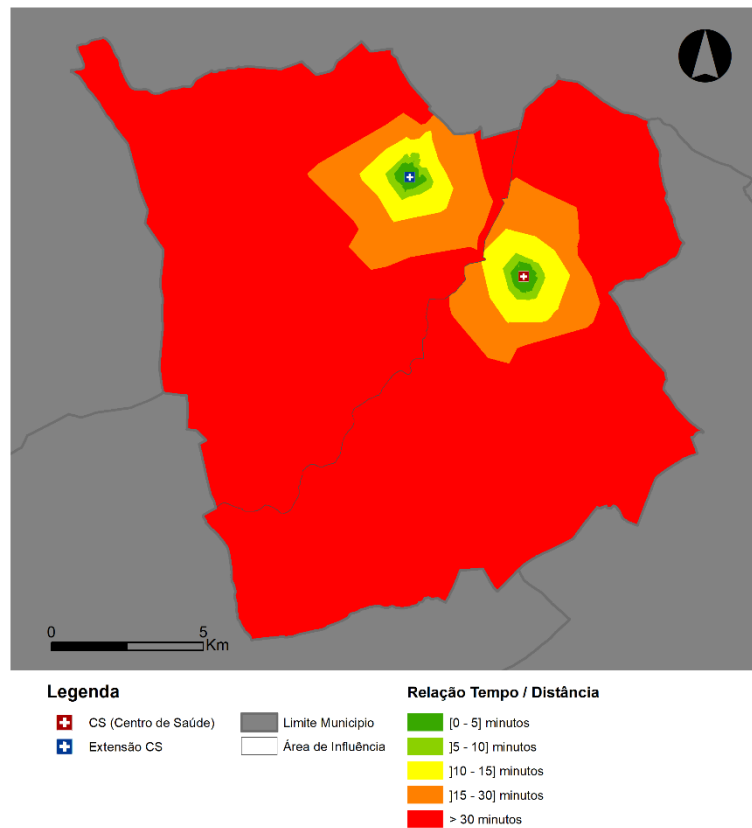 0 5
Km
Legenda
CS (Centro de Saúde)
Extensão CS
Limite Municipio
Área de Influência
Relação Tempo / Distância
[0 - 5] minutos
]5 - 10] minutos
]10 - 15] minutos
]15 - 30] minutos
> 30 minutos